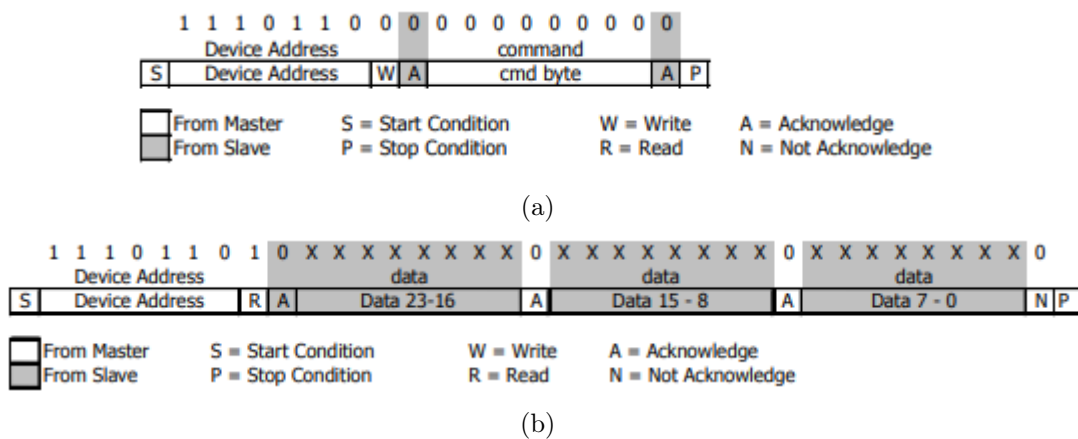 1 1 1 0 1 1 0 0 0 0 0 0 0 0 0 0 0 0
Device Address command
S Device Address W A cmd byte A P
From Master S = Start Condition W = Write A = Acknowledge
From Slave P = Stop Condition R = Read N = Not Acknowledge
(a)
1 1 1 0 1 1 0 1 0 X X X X X X X X 0 X X X X X X X X 0 X X X X X X X X 0
Device Address data data data
S Device Address R A Data 23-16 A Data 15 - 8 A Data 7 - 0 N P
From Master S = Start Condition W = Write A = Acknowledge
From Slave P = Stop Condition R = Read N = Not Acknowledge
(b)